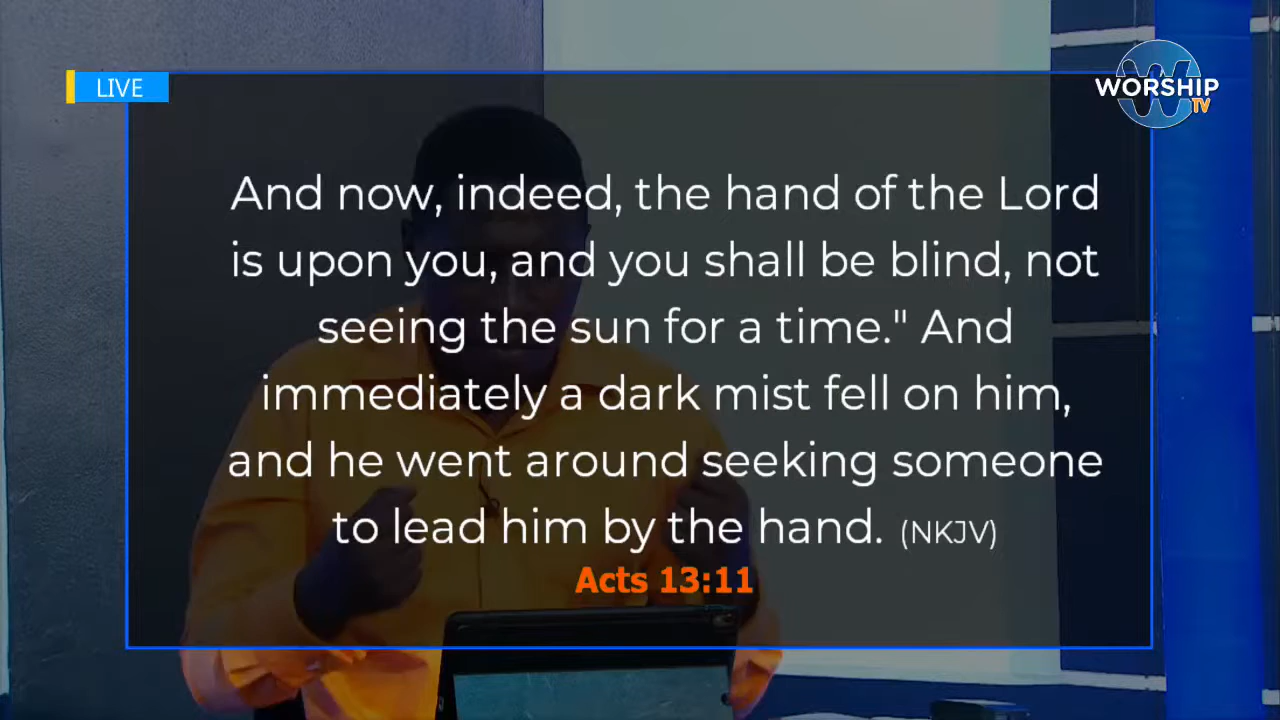 LIVE
WORSHIP
TV
And now, indeed, the hand of the Lord
is upon you, and you shall be blind, not
seeing the sun for a time." And
immediately a dark mist fell on him,
and he went around seeking someone
to lead him by the hand. (NKJV)
Acts 13:11